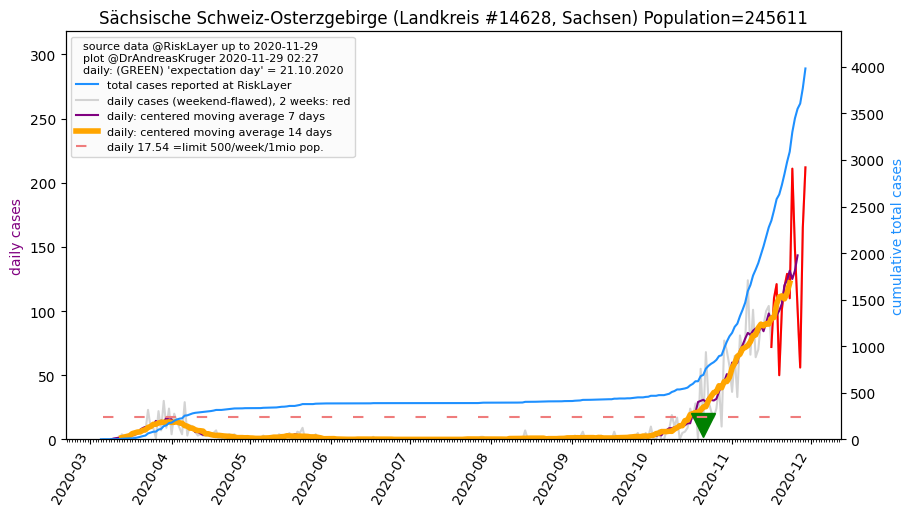 Sächsische Schweiz-Osterzgebirge (Landkreis #14628, Sachsen) Population=245611
source data @RiskLayer up to 2020-11-29
plot @DrAndreasKruger 2020-11-29 02:27
daily: (GREEN) 'expectation day' = 21.10.2020
total cases reported at RiskLayer
daily cases (weekend-flawed), 2 weeks: red
daily: centered moving average 7 days
daily: centered moving average 14 days
daily 17.54 =limit 500/week/1mio pop.
daily cases
300
250
200
150
100
50
0
cumulative total cases
4000
3500
3000
2500
2000
1500
1000
500
0
2020-03
2020-04
2020-05
2020-06
2020-07
2020-08
2020-09
2020-10
2020-11
2020-12